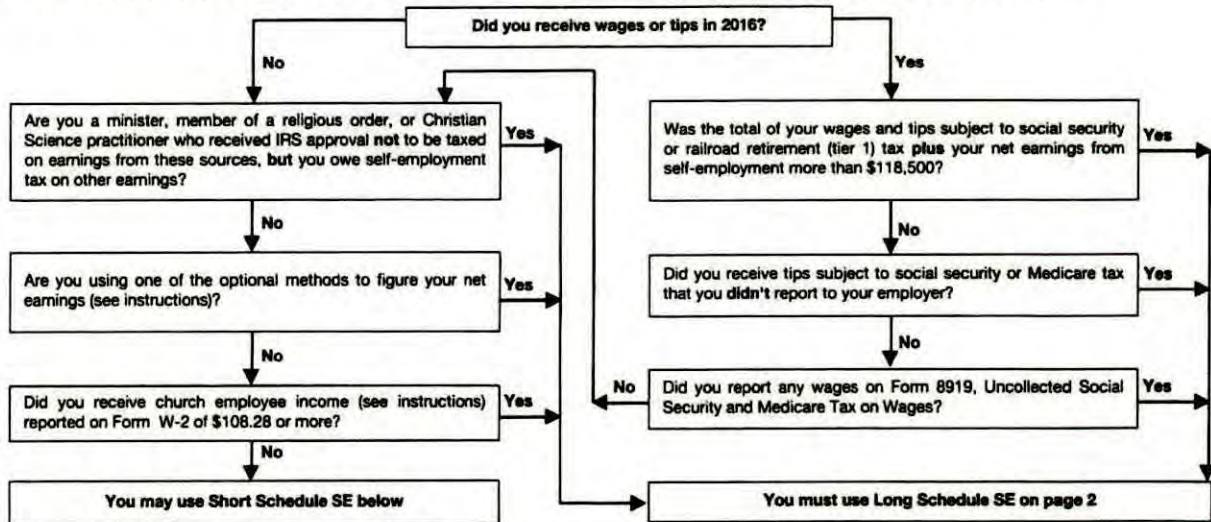 Did you receive wages or tips in 2016?
No
Yes
Are you a minister, member of a religious order, or Christian
Science practitioner who received IRS approval not to be taxed
on earnings from these sources, but you owe self-employment
tax on other earnings?
Yes
Was the total of your wages and tips subject to social security
or railroad retirement (tier 1) tax plus your net earnings from
self-employment more than $118,500?
Yes
No
No
Are you using one of the optional methods to figure your net
earnings (see instructions)?
Yes
Did you receive tips subject to social security or Medicare tax
that you didn't report to your employer?
Yes
No
No
Did you receive church employee income (see instructions)
reported on Form W-2 of $108.28 or more?
Yes
No
Did you report any wages on Form 8919, Uncollected Social
Security and Medicare Tax on Wages?
Yes
No
You may use Short Schedule SE below
You must use Long Schedule SE on page 2